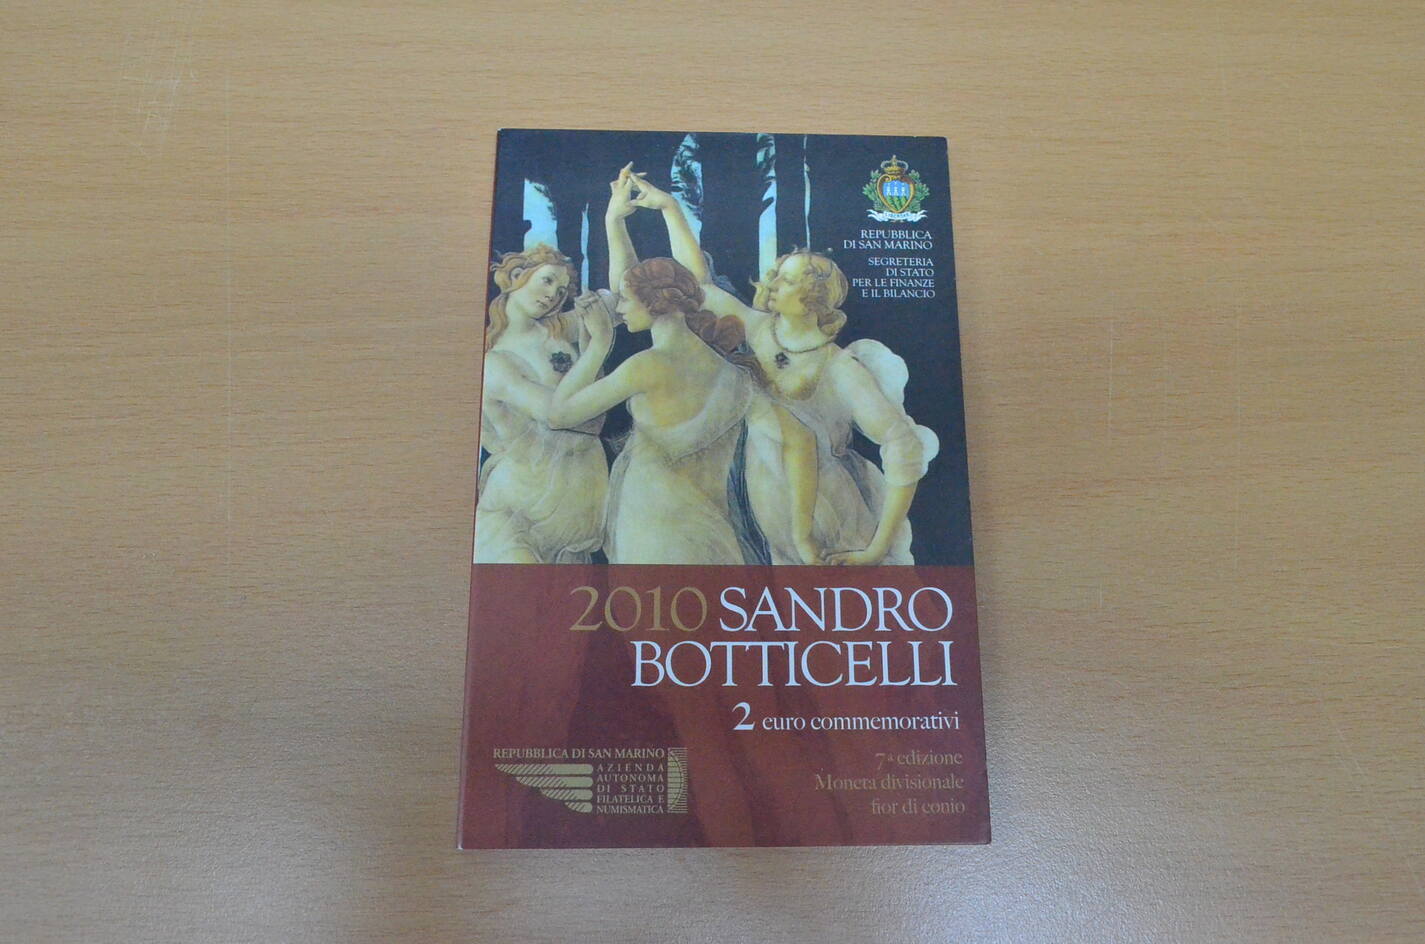 REPUBBLICA
DI SAN MARINO
SEGRETERIA
DI STATO
PER LE FINANZE
E IL BILANCIO
2010 SANDRO
BOTTICELLI
2 euro commemorativi
7ª edizione
Moneta divisionale
fior di conio
REPUBBLICA DI SAN MARINO
AZIENDA
AUTONOMA
DI STATO
FILATELICA E
NUMISMATICA